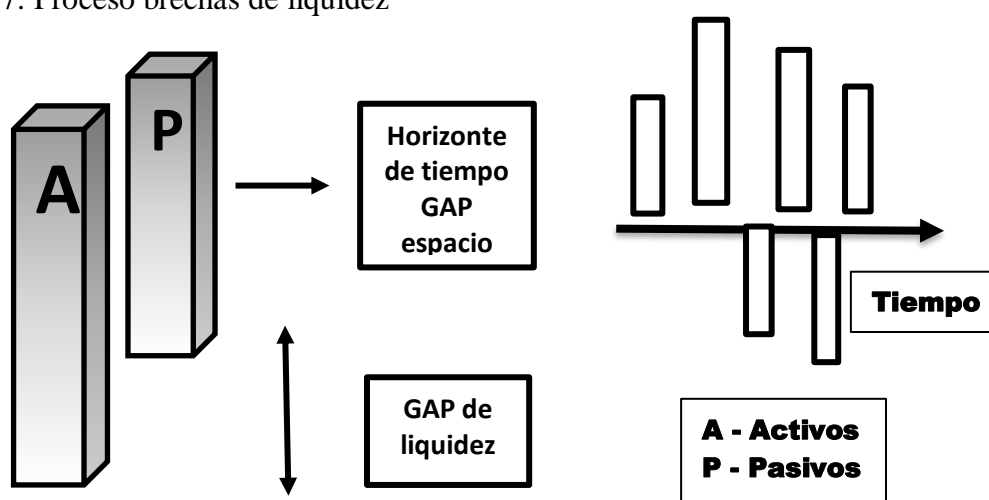 7. Proceso brechas de liquidez
A
P
Horizonte
de tiempo
GAP
espacio
Tiempo
GAP de
liquidez
A - Activos
P - Pasivos